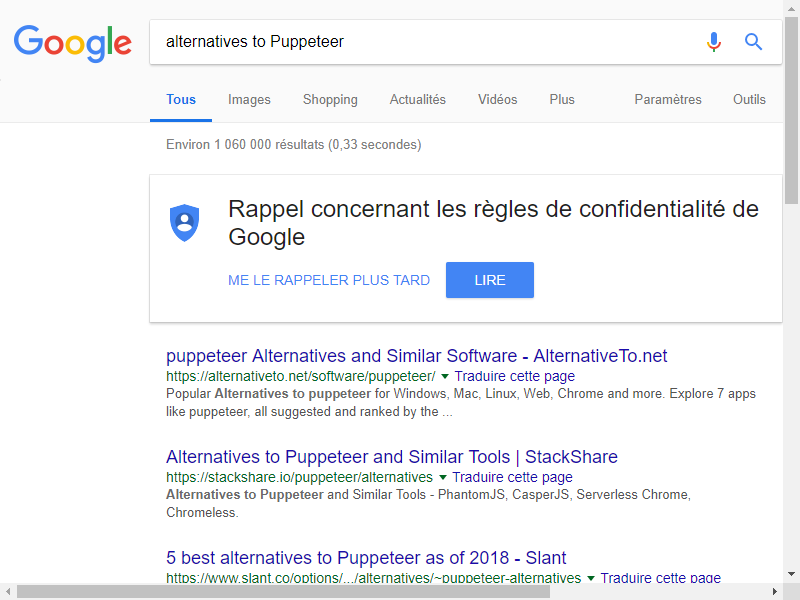 Google
alternatives to Puppeteer
Tous Images Shopping Actualités Vidéos Plus Paramètres Outils
Environ 1 060 000 résultats (0,33 secondes)
Rappel concernant les règles de confidentialité de
Google
ME LE RAPPELER PLUS TARD LIRE
puppeteer Alternatives and Similar Software - AlternativeTo.net
https://alternativeto.net/software/puppeteer/ Traduire cette page
Popular Alternatives to puppeteer for Windows, Mac, Linux, Web, Chrome and more. Explore 7 apps
like puppeteer, all suggested and ranked by the ...
Alternatives to Puppeteer and Similar Tools | StackShare
https://stackshare.io/puppeteer/alternatives Traduire cette page
Alternatives to Puppeteer and Similar Tools - PhantomJS, CasperJS, Serverless Chrome,
Chromeless.
5 best alternatives to Puppeteer as of 2018 - Slant
https://www.slant.co/options/.../alternatives/~puppeteer-alternatives Traduire cette page